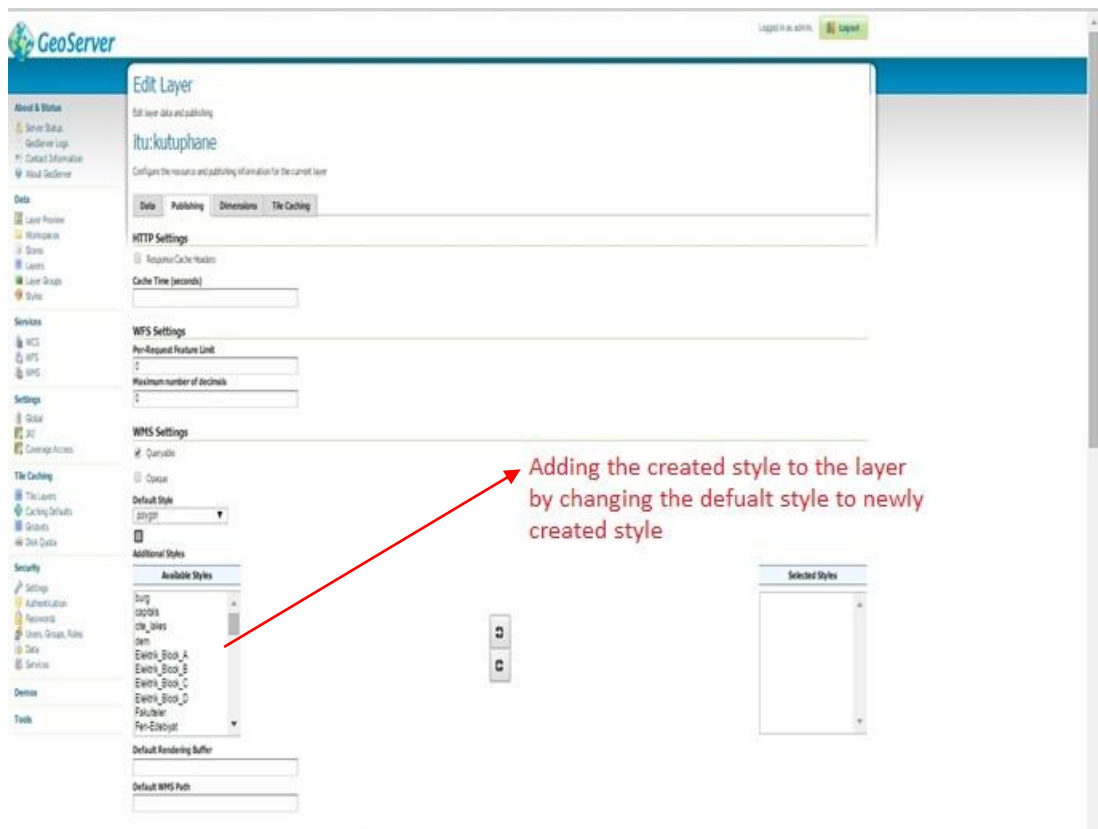 GeoServer
Logged in as admin.
Logout
About & Status
Server Status
GeoServer Logs
Contact Information
About GeoServer
Data
Layer Preview
Workspaces
Stores
Layers
Layer Groups
Styles
Services
WCS
WFS
WMS
Settings
Global
JAI
Coverage Access
Tile Caching
Tile Layers
Caching Defaults
Gridsets
Disk Quota
Security
Settings
Authentication
Passwords
Users, Groups, Roles
Data
Services
Demos
Tools
Edit Layer
Edit layer data and publishing
itu:kutuphane
Configure the resource and publishing information for the current layer
Data Publishing Dimensions Tile Caching
HTTP Settings
Response Cache Headers
Cache Time (seconds)
WFS Settings
Per-Request Feature Limit
0
Maximum number of decimals
0
WMS Settings
Queryable
Opaque
Default Style
polygon
Additional Styles
Available Styles
burg
capitals
cite_lakes
dem
Elektrik_Block_A
Elektrik_Block_B
Elektrik_Block_C
Elektrik_Block_D
Fakulteler
Fen-Edebiyat
Selected Styles
Default Rendering Buffer
Default WMS Path
Adding the created style to the layer
by changing the defualt style to newly
created style